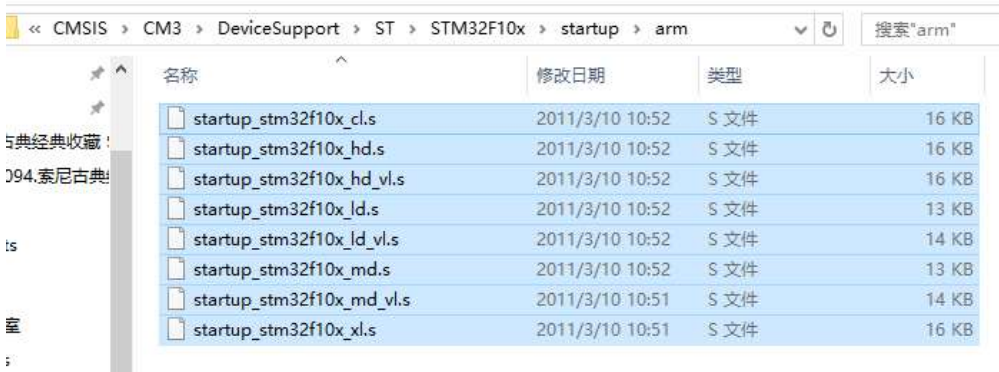 « CMSIS › CM3 › DeviceSupport › ST › STM32F10x › startup › arm 搜索"arm"
名称 修改日期 类型 大小
startup_stm32f10x_cl.s 2011/3/10 10:52 S 文件 16 KB
古典经典收藏 startup_stm32f10x_hd.s 2011/3/10 10:52 S 文件 16 KB
094.索尼古典 startup_stm32f10x_hd_vl.s 2011/3/10 10:52 S 文件 16 KB
startup_stm32f10x_ld.s 2011/3/10 10:52 S 文件 13 KB
ts startup_stm32f10x_ld_vl.s 2011/3/10 10:52 S 文件 14 KB
startup_stm32f10x_md.s 2011/3/10 10:52 S 文件 13 KB
startup_stm32f10x_md_vl.s 2011/3/10 10:51 S 文件 14 KB
室 startup_stm32f10x_xl.s 2011/3/10 10:51 S 文件 16 KB